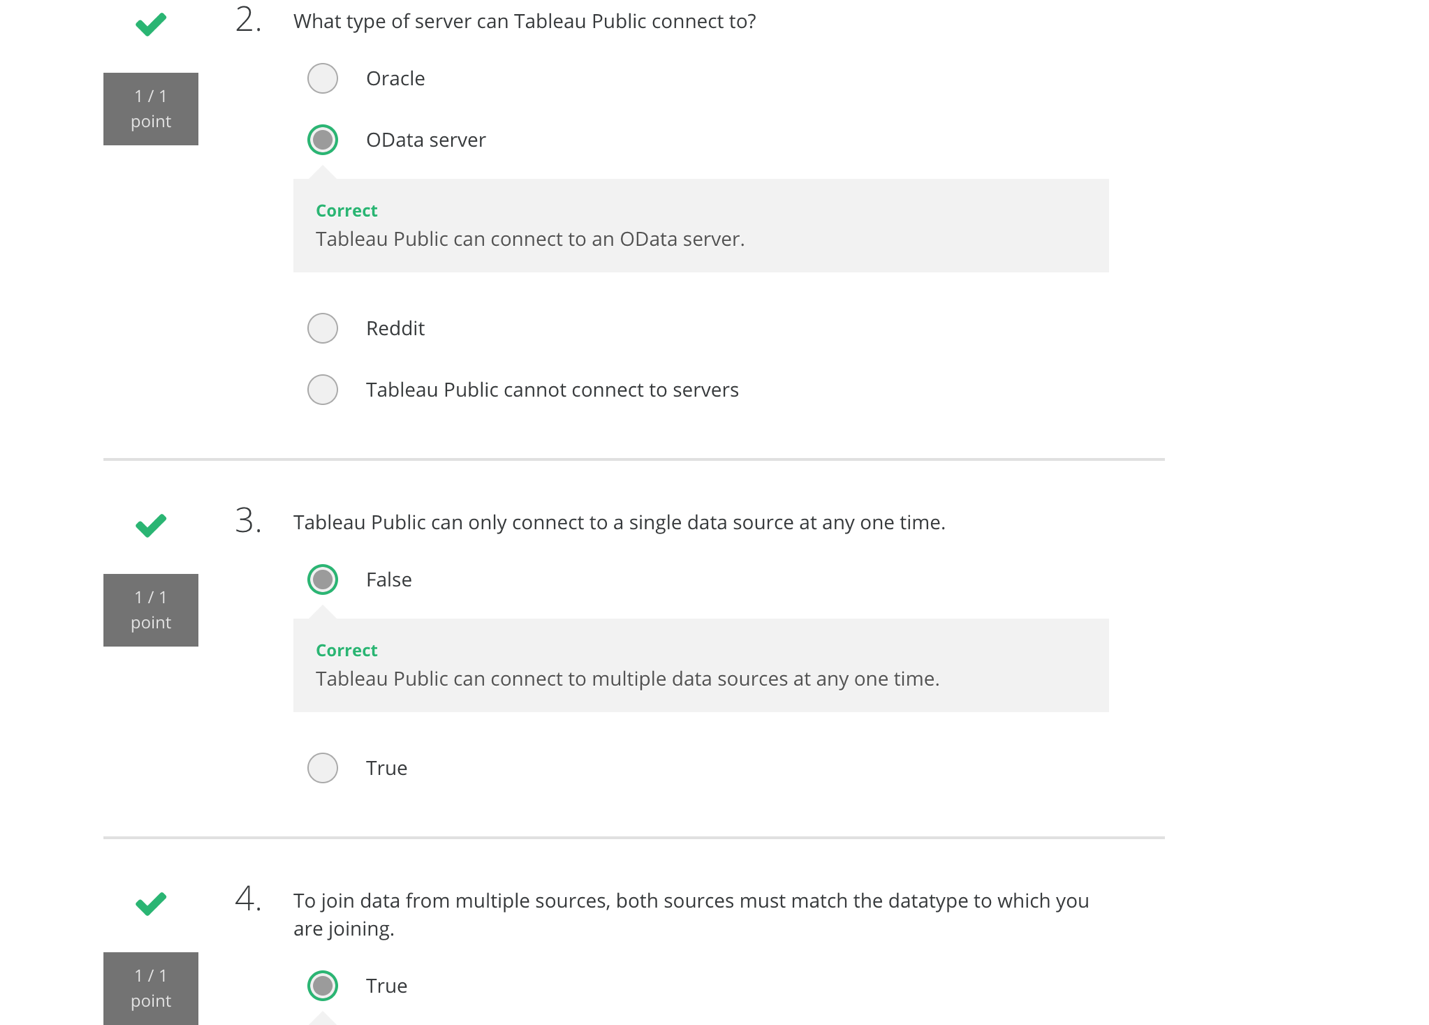 2. What type of server can Tableau Public connect to?
1 / 1
point
Oracle
OData server
Correct
Tableau Public can connect to an OData server.
Reddit
Tableau Public cannot connect to servers
3. Tableau Public can only connect to a single data source at any one time.
1 / 1
point
False
Correct
Tableau Public can connect to multiple data sources at any one time.
True
4. To join data from multiple sources, both sources must match the datatype to which you
are joining.
1 / 1
point
True